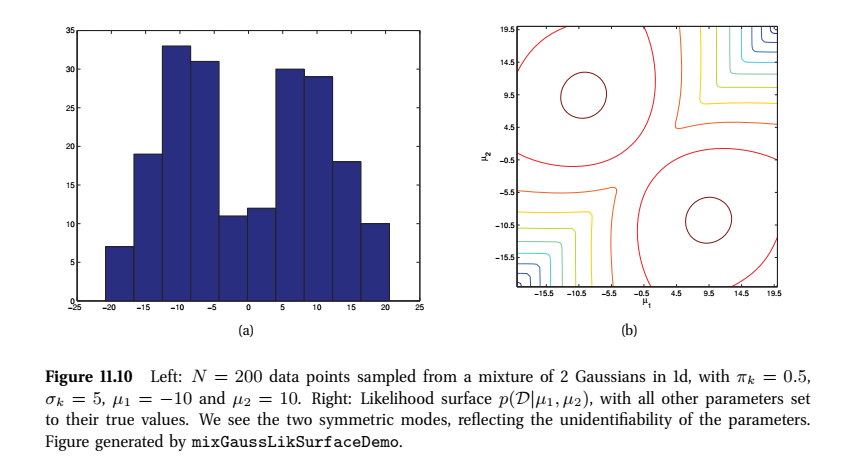 35
30
25
20
15
10
5
0
−25 −20 −15 −10 −5 0 5 10 15 20 25
(a)
19.5
14.5
9.5
4.5
−0.5
−5.5
−10.5
−15.5
μ2
−15.5 −10.5 −5.5 −0.5 4.5 9.5 14.5 19.5
μ1
(b)
Figure 11.10 Left: N = 200 data points sampled from a mixture of 2 Gaussians in 1d, with πk = 0.5,
σk = 5, μ1 = −10 and μ2 = 10. Right: Likelihood surface p(D|μ1, μ2), with all other parameters set
to their true values. We see the two symmetric modes, reflecting the unidentifiability of the parameters.
Figure generated by mixGaussLikSurfaceDemo.